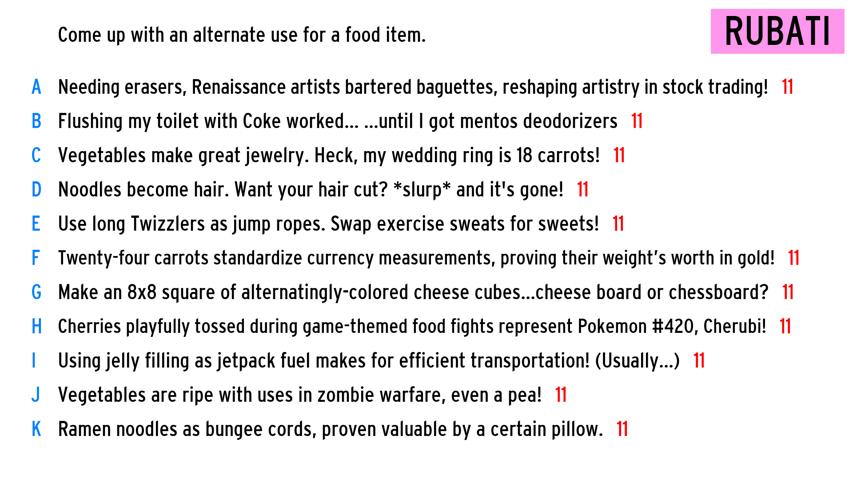 Come up with an alternate use for a food item.
RUBATI
A Needing erasers, Renaissance artists bartered baguettes, reshaping artistry in stock trading! 11
B Flushing my toilet with Coke worked... ...until I got mentos deodorizers 11
C Vegetables make great jewelry. Heck, my wedding ring is 18 carrots! 11
D Noodles become hair. Want your hair cut? *slurp* and it's gone! 11
E Use long Twizzlers as jump ropes. Swap exercise sweats for sweets! 11
F Twenty-four carrots standardize currency measurements, proving their weight’s worth in gold! 11
G Make an 8x8 square of alternatingly-colored cheese cubes...cheese board or chessboard? 11
H Cherries playfully tossed during game-themed food fights represent Pokemon #420, Cherubi! 11
I Using jelly filling as jetpack fuel makes for efficient transportation! (Usually...) 11
J Vegetables are ripe with uses in zombie warfare, even a pea! 11
K Ramen noodles as bungee cords, proven valuable by a certain pillow. 11